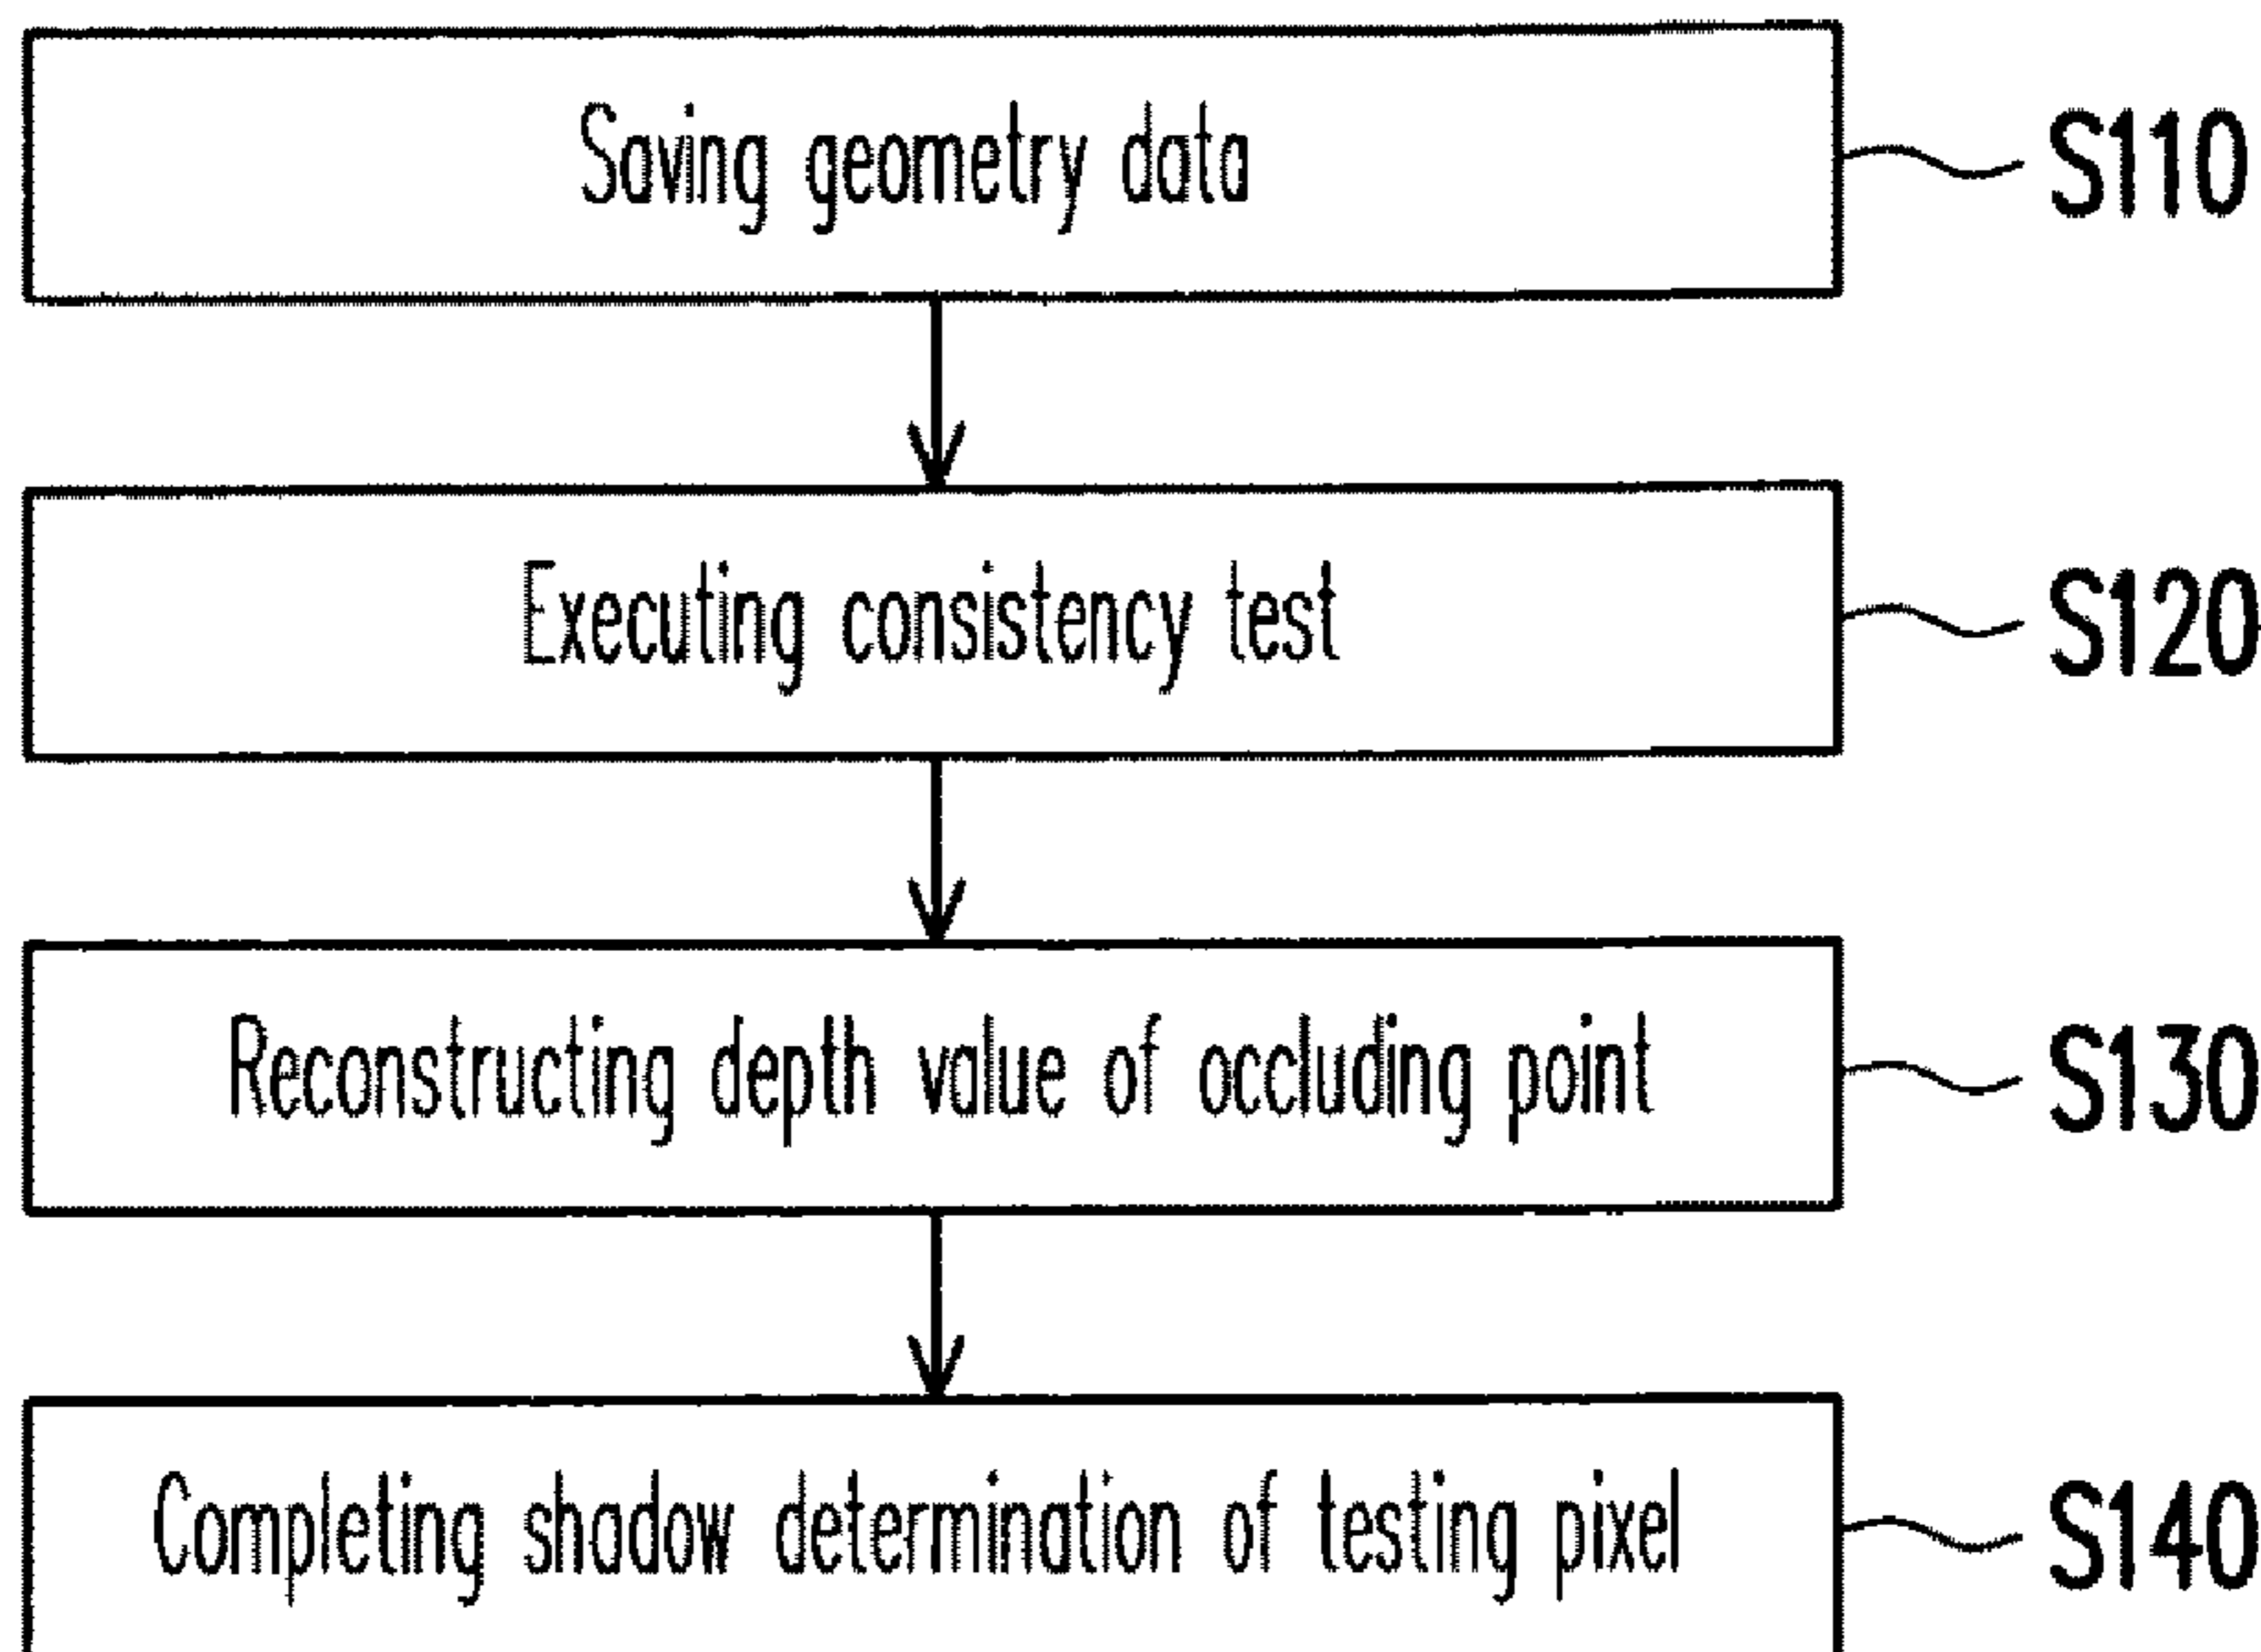 Saving geometry data
S110
Executing consistency test
S120
Reconstructing depth value of occluding point
S130
Completing shadow determination of testing pixel
S140